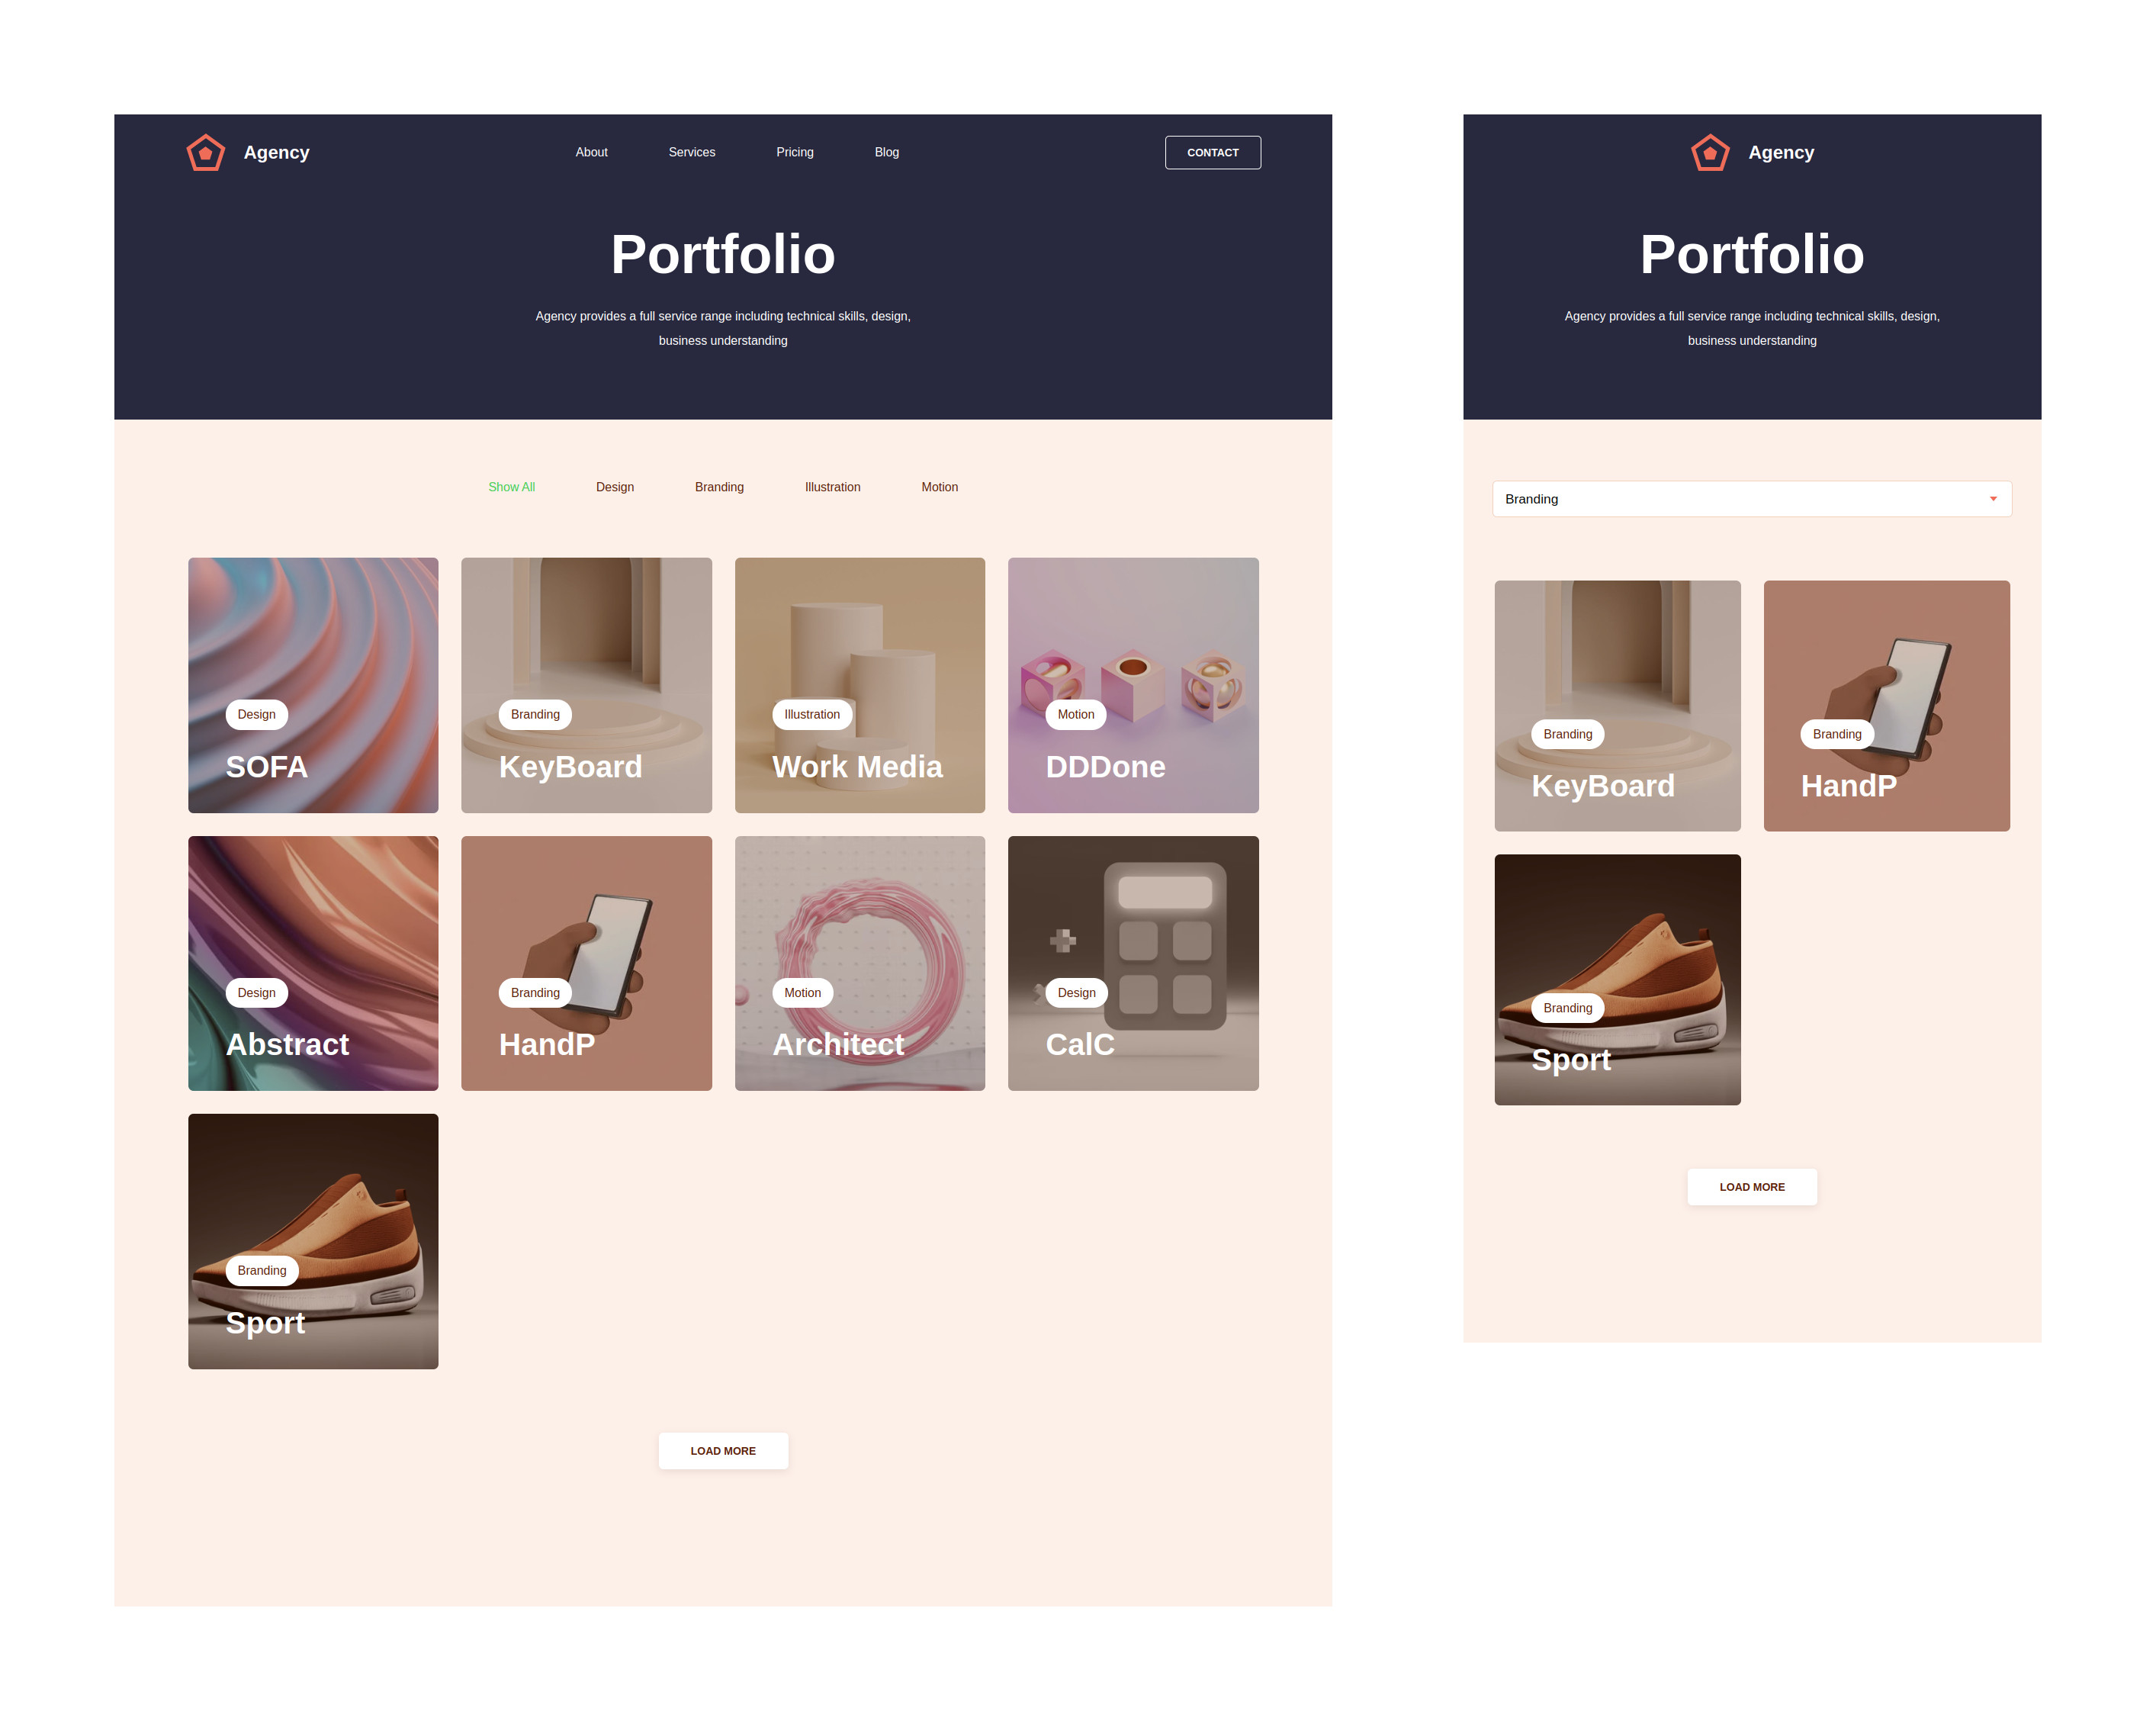 Agency
About
Services
Pricing
Blog
CONTACT
Portfolio
Agency provides a full service range including technical skills, design,
business understanding
Show All
Design
Branding
Illustration
Motion
Design
SOFA
Branding
KeyBoard
Illustration
Work Media
Motion
DDDone
Design
Abstract
Branding
HandP
Motion
Architect
Design
CalC
Branding
Sport
LOAD MORE
Agency
Portfolio
Agency provides a full service range including technical skills, design,
business understanding
Branding
Branding
KeyBoard
Branding
HandP
Branding
Sport
LOAD MORE